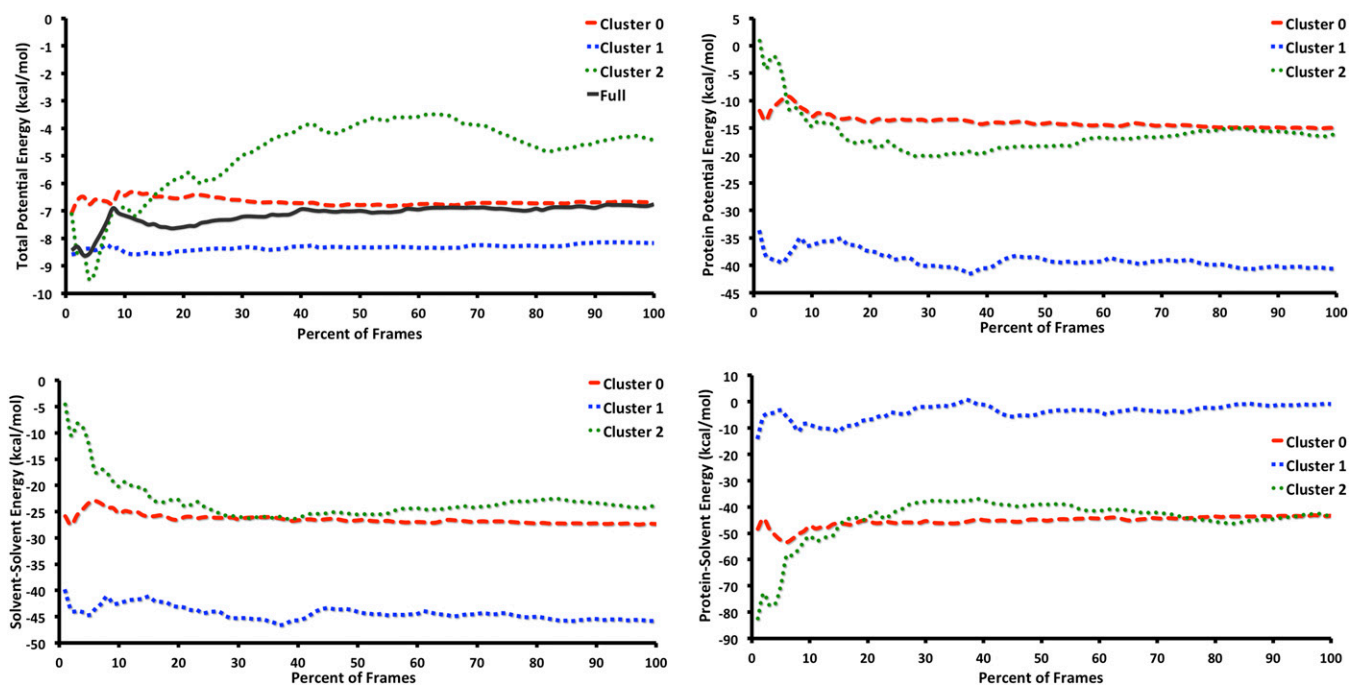 Total Potential Energy (kcal/mol)
0
-1
-2
-3
-4
-5
-6
-7
-8
-9
-10
0 10 20 30 40 50 60 70 80 90 100
Percent of Frames
Cluster 0
Cluster 1
Cluster 2
Full
Protein Potential Energy (kcal/mol)
5
0
-5
-10
-15
-20
-25
-30
-35
-40
-45
0 10 20 30 40 50 60 70 80 90 100
Percent of Frames
Cluster 0
Cluster 1
Cluster 2
Solvent-Solvent Energy (kcal/mol)
0
-5
-10
-15
-20
-25
-30
-35
-40
-45
-50
0 10 20 30 40 50 60 70 80 90 100
Percent of Frames
Cluster 0
Cluster 1
Cluster 2
Protein-Solvent Energy (kcal/mol)
10
0
-10
-20
-30
-40
-50
-60
-70
-80
-90
0 10 20 30 40 50 60 70 80 90 100
Percent of Frames
Cluster 0
Cluster 1
Cluster 2